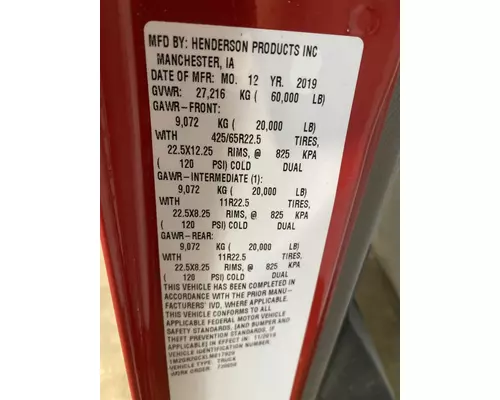 MFD BY: HENDERSON PRODUCTS INC
MANCHESTER, IA
DATE OF MFR: MO. 12 YR. 2019
GVWR: 27,216 KG ( 60,000 LB)
GAWR-FRONT:
9,072 KG ( 20,000 LB)
WITH 425/65R22.5 TIRES,
22.5X12.25 RIMS, @ 825 KPA
( 120 PSI) COLD DUAL
GAWR-INTERMEDIATE (1):
9,072 KG ( 20,000 LB)
WITH 11R22.5 TIRES,
22.5X8.25 RIMS, @ 825 KPA
( 120 PSI) COLD DUAL
GAWR-REAR:
9,072 KG ( 20,000 LB)
WITH 11R22.5 TIRES,
22.5X8.25 RIMS, @ 825 KPA
( 120 PSI) COLD DUAL
THIS VEHICLE HAS BEEN COMPLETED IN
ACCORDANCE WITH THE PRIOR MANU-
FACTURERS' IVD, WHERE APPLICABLE.
THIS VEHICLE CONFORMS TO ALL
APPLICABLE FEDERAL MOTOR VEHICLE
SAFETY STANDARDS, [AND BUMPER AND
THEFT PREVENTION STANDARDS, IF
APPLICABLE] IN EFFECT IN 11/2019
VEHICLE IDENTIFICATION NUMBER:
VEHICLE TYPE: TRUCK
WORK ORDER: